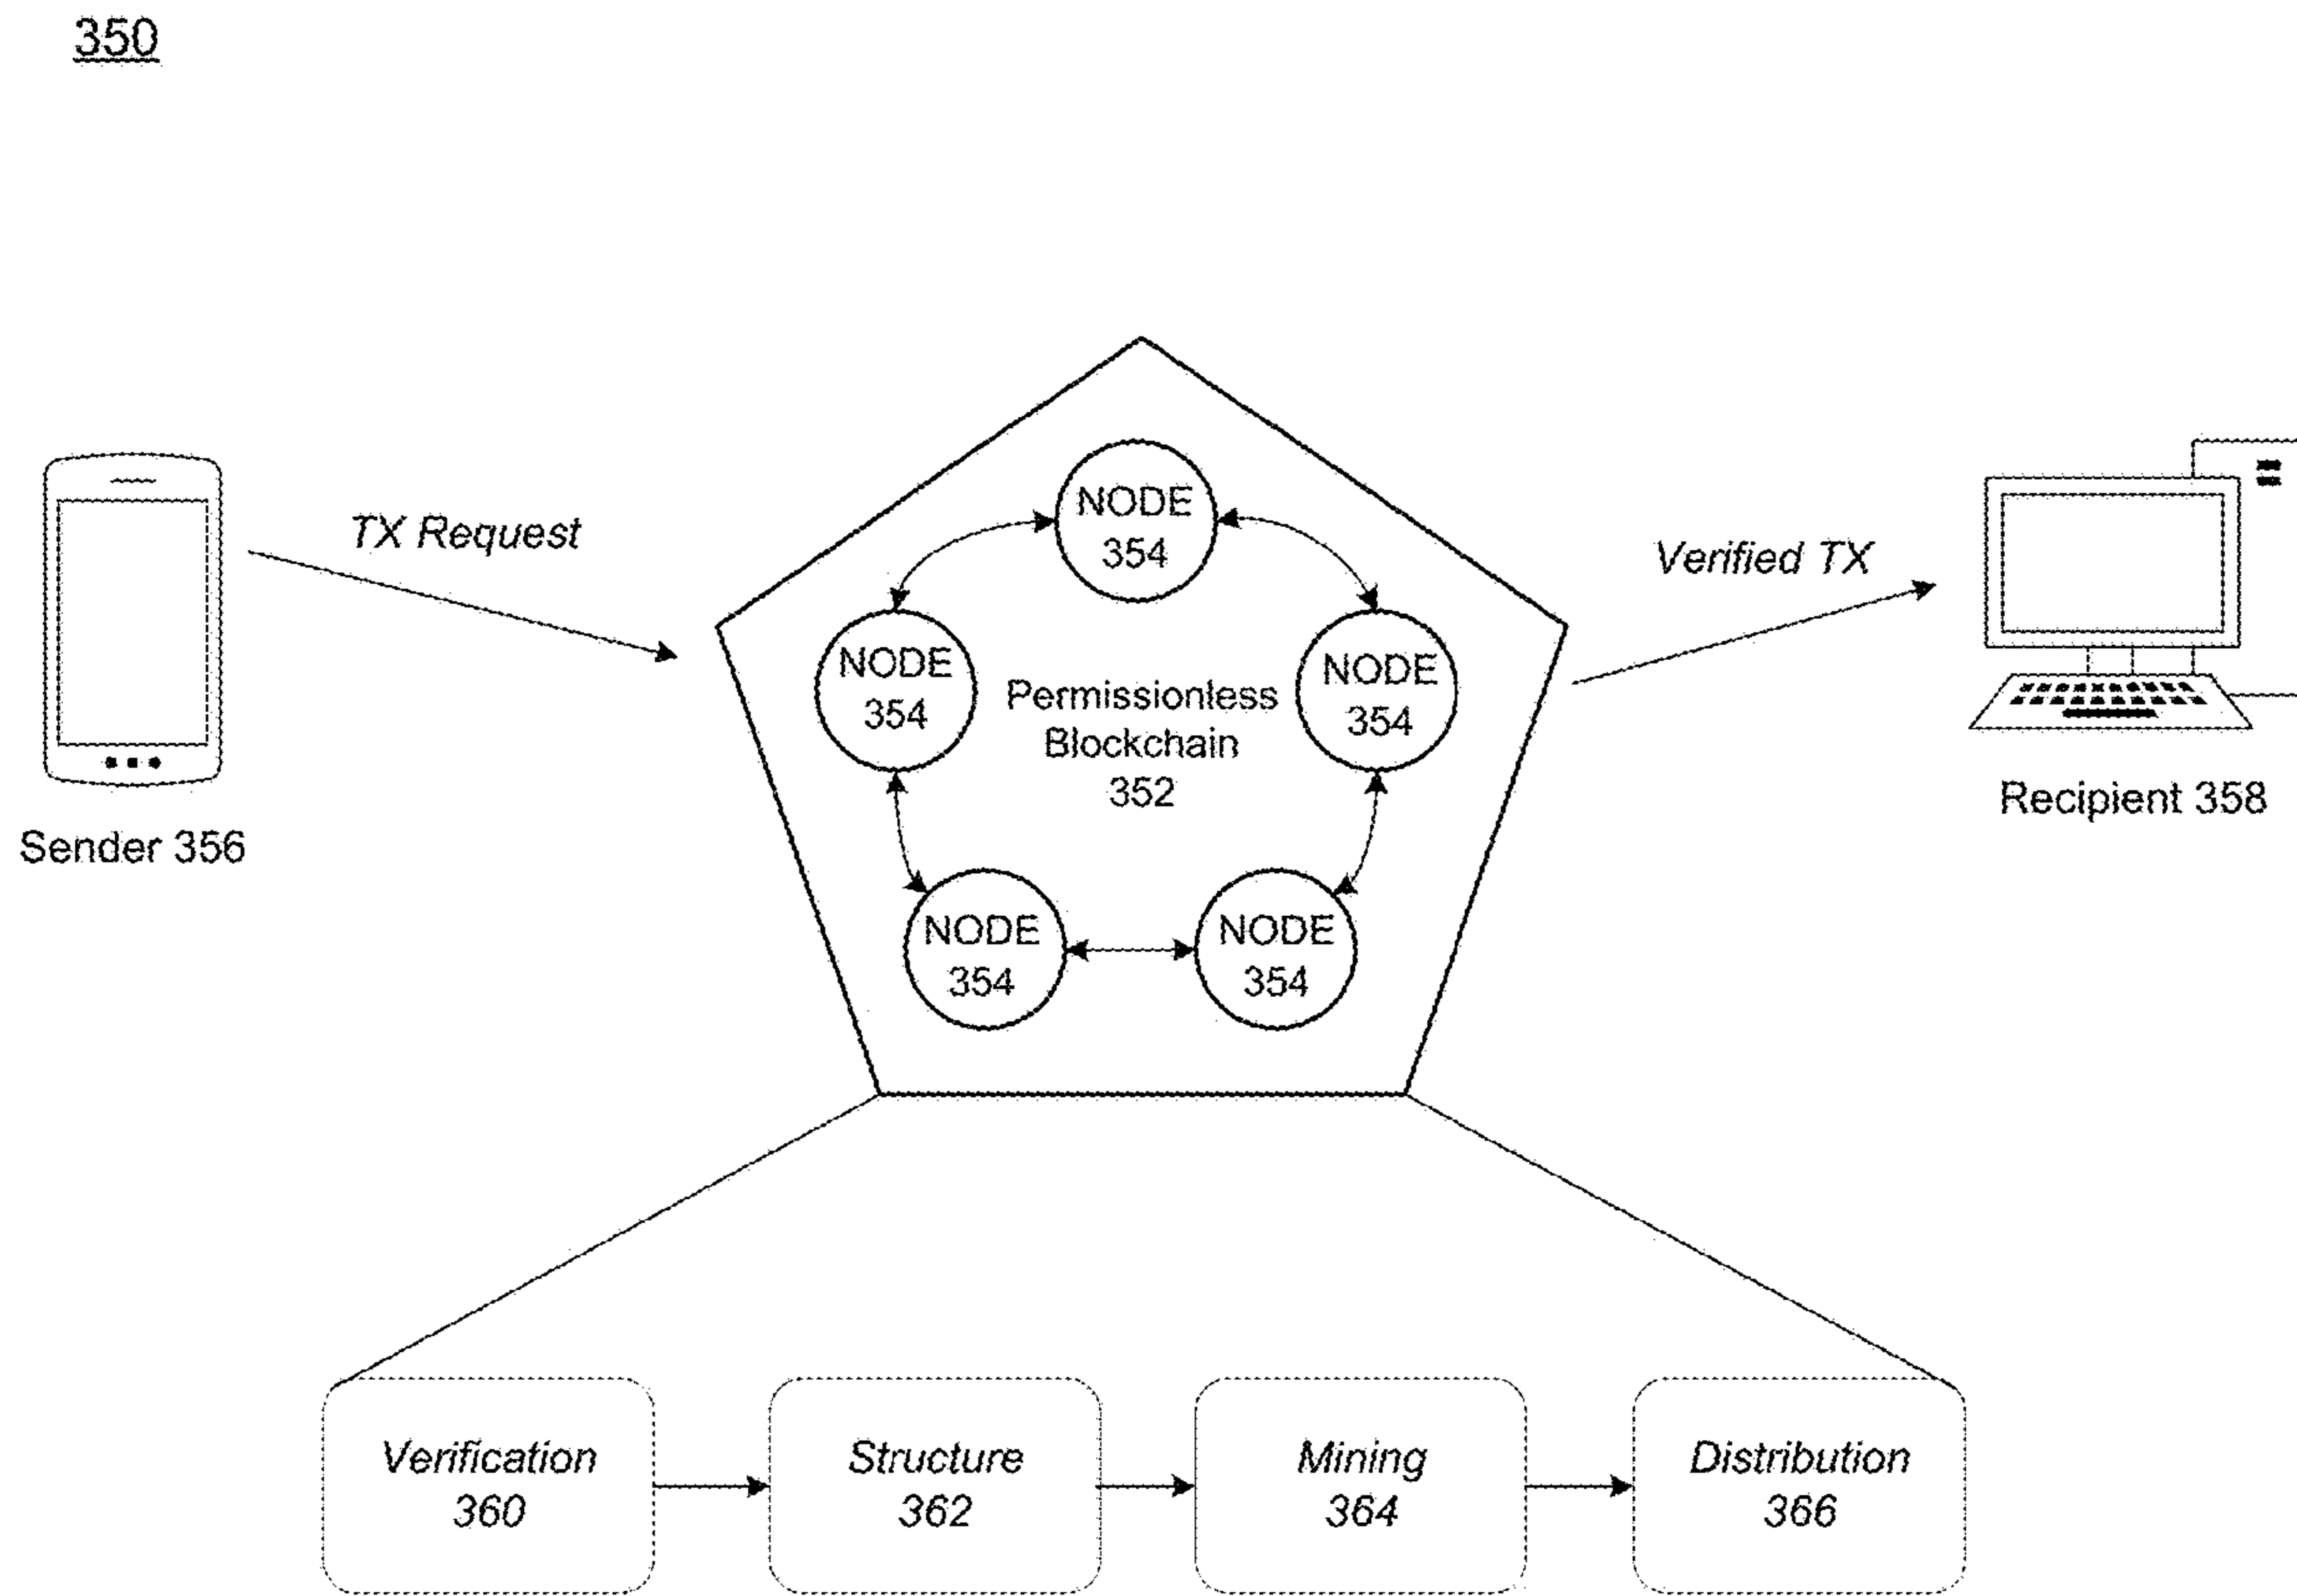 350
TX Request
Sender 356
NODE
354
NODE
354
Permissionless
Blockchain
352
NODE
354
NODE
354
NODE
354
Verified TX
Recipient 358
Verification
360
Structure
362
Mining
364
Distribution
366